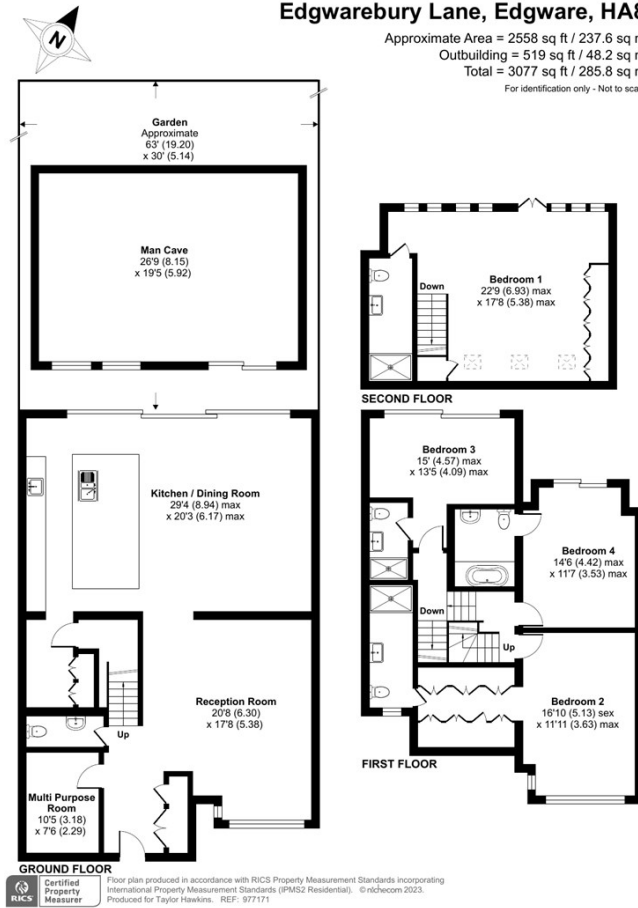 Edgwarebury Lane, Edgware, HA8
Approximate Area = 2558 sq ft / 237.6 sq m
Outbuilding = 519 sq ft / 48.2 sq m
Total = 3077 sq ft / 285.8 sq m
For identification only - Not to sca
N
Garden
Approximate
63' (19.20)
x 30' (5.14)
Man Cave
26'9 (8.15)
x 19'5 (5.92)
Bedroom 1
22'9 (6.93) max
x 17'8 (5.38) max
Down
SECOND FLOOR
Kitchen / Dining Room
29'4 (8.94) max
x 20'3 (6.17) max
Bedroom 3
15' (4.57) max
x 13'5 (4.09) max
Bedroom 4
14'6 (4.42) max
x 11'7 (3.53) max
Down
Up
Reception Room
20'8 (6.30)
x 17'8 (5.38)
Up
Bedroom 2
16'10 (5.13) sex
x 11'11 (3.63) max
FIRST FLOOR
Multi Purpose
Room
10'5 (3.18)
x 7'6 (2.29)
GROUND FLOOR
RICS
Certified
Property
Measurer
Floor plan produced in accordance with RICS Property Measurement Standards incorporating
International Property Measurement Standards (IPMS2 Residential). © nichecom 2023.
Produced for Taylor Hawkins. REF: 977171